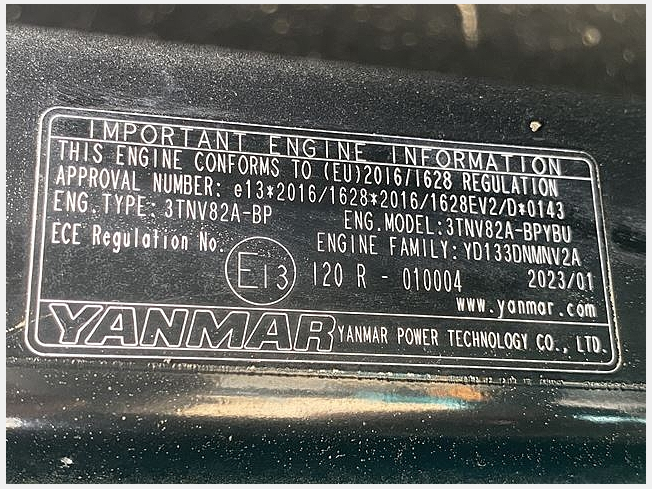 IMPORTANT ENGINE INFORMATION
THIS ENGINE CONFORMS TO (EU)2016/1628 REGULATION
APPROVAL NUMBER: e13*2016/1628*2016/1628EV2/D*0143
ENG.TYPE: 3TNV82A-BP ENG.MODEL:3TNV82A-BPYBU
ECE Regulation No. ENGINE FAMILY:YD133DNMNV2A
E13 120 R - 010004 2023/01
www.yanmar.com
YANMAR YANMAR POWER TECHNOLOGY CO., LTD.